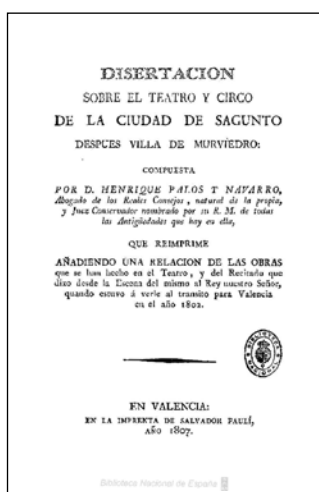 DISERTACION
SOBRE EL TEATRO Y CIRCO
DE LA CIUDAD DE SAGUNTO
DESPUES VILLA DE MURVIEDRO:
COMPUESTA
POR D. HENRIQUE PALOS Y NAVARRO,
Abogado de los Reales Consejos, natural de la propia,
y Juez Conservador nombrado por su R. M. de todas
las Antigüedades que hay en ella,
QUE REIMPRIME
AÑADIENDO UNA RELACION DE LAS OBRAS
que se han hecho en el Teatro, y del Recitado que
dixo desde la Escena del mismo al Rey nuestro Señor,
quando estuvo á verle al transito para Valencia
en el año 1802.
BIBLIOTECA
NACIONAL
EN VALENCIA:
EN LA IMPRENTA DE SALVADOR FAULÍ,
AÑO 1807.
Biblioteca Nacional de España